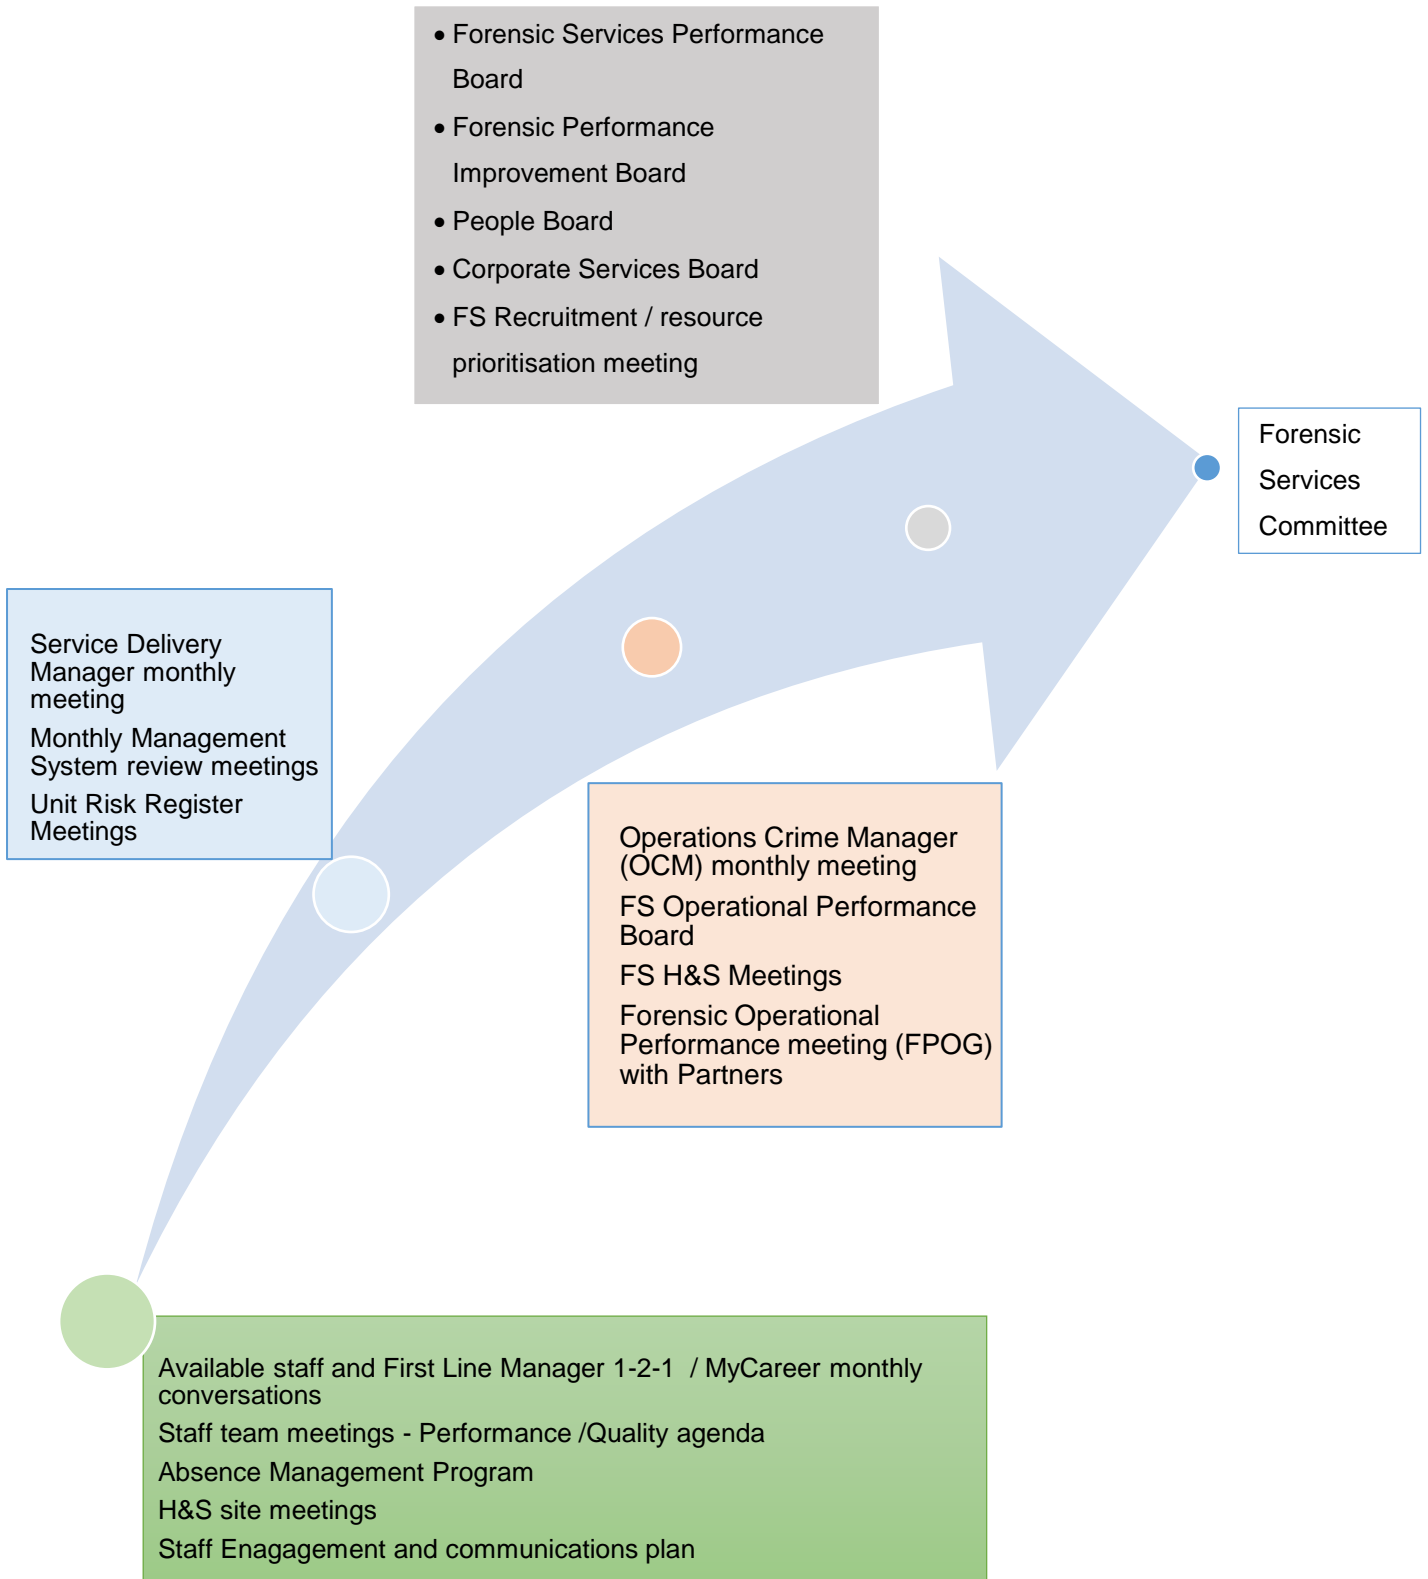 • Forensic Services Performance
Board
• Forensic Performance
Improvement Board
• People Board
• Corporate Services Board
• FS Recruitment / resource
prioritisation meeting
Forensic
Services
Committee
Service Delivery
Manager monthly
meeting
Monthly Management
System review meetings
Unit Risk Register
Meetings
Operations Crime Manager
(OCM) monthly meeting
FS Operational Performance
Board
FS H&S Meetings
Forensic Operational
Performance meeting (FPOG)
with Partners
Available staff and First Line Manager 1-2-1 / MyCareer monthly
conversations
Staff team meetings - Performance /Quality agenda
Absence Management Program
H&S site meetings
Staff Enagagement and communications plan